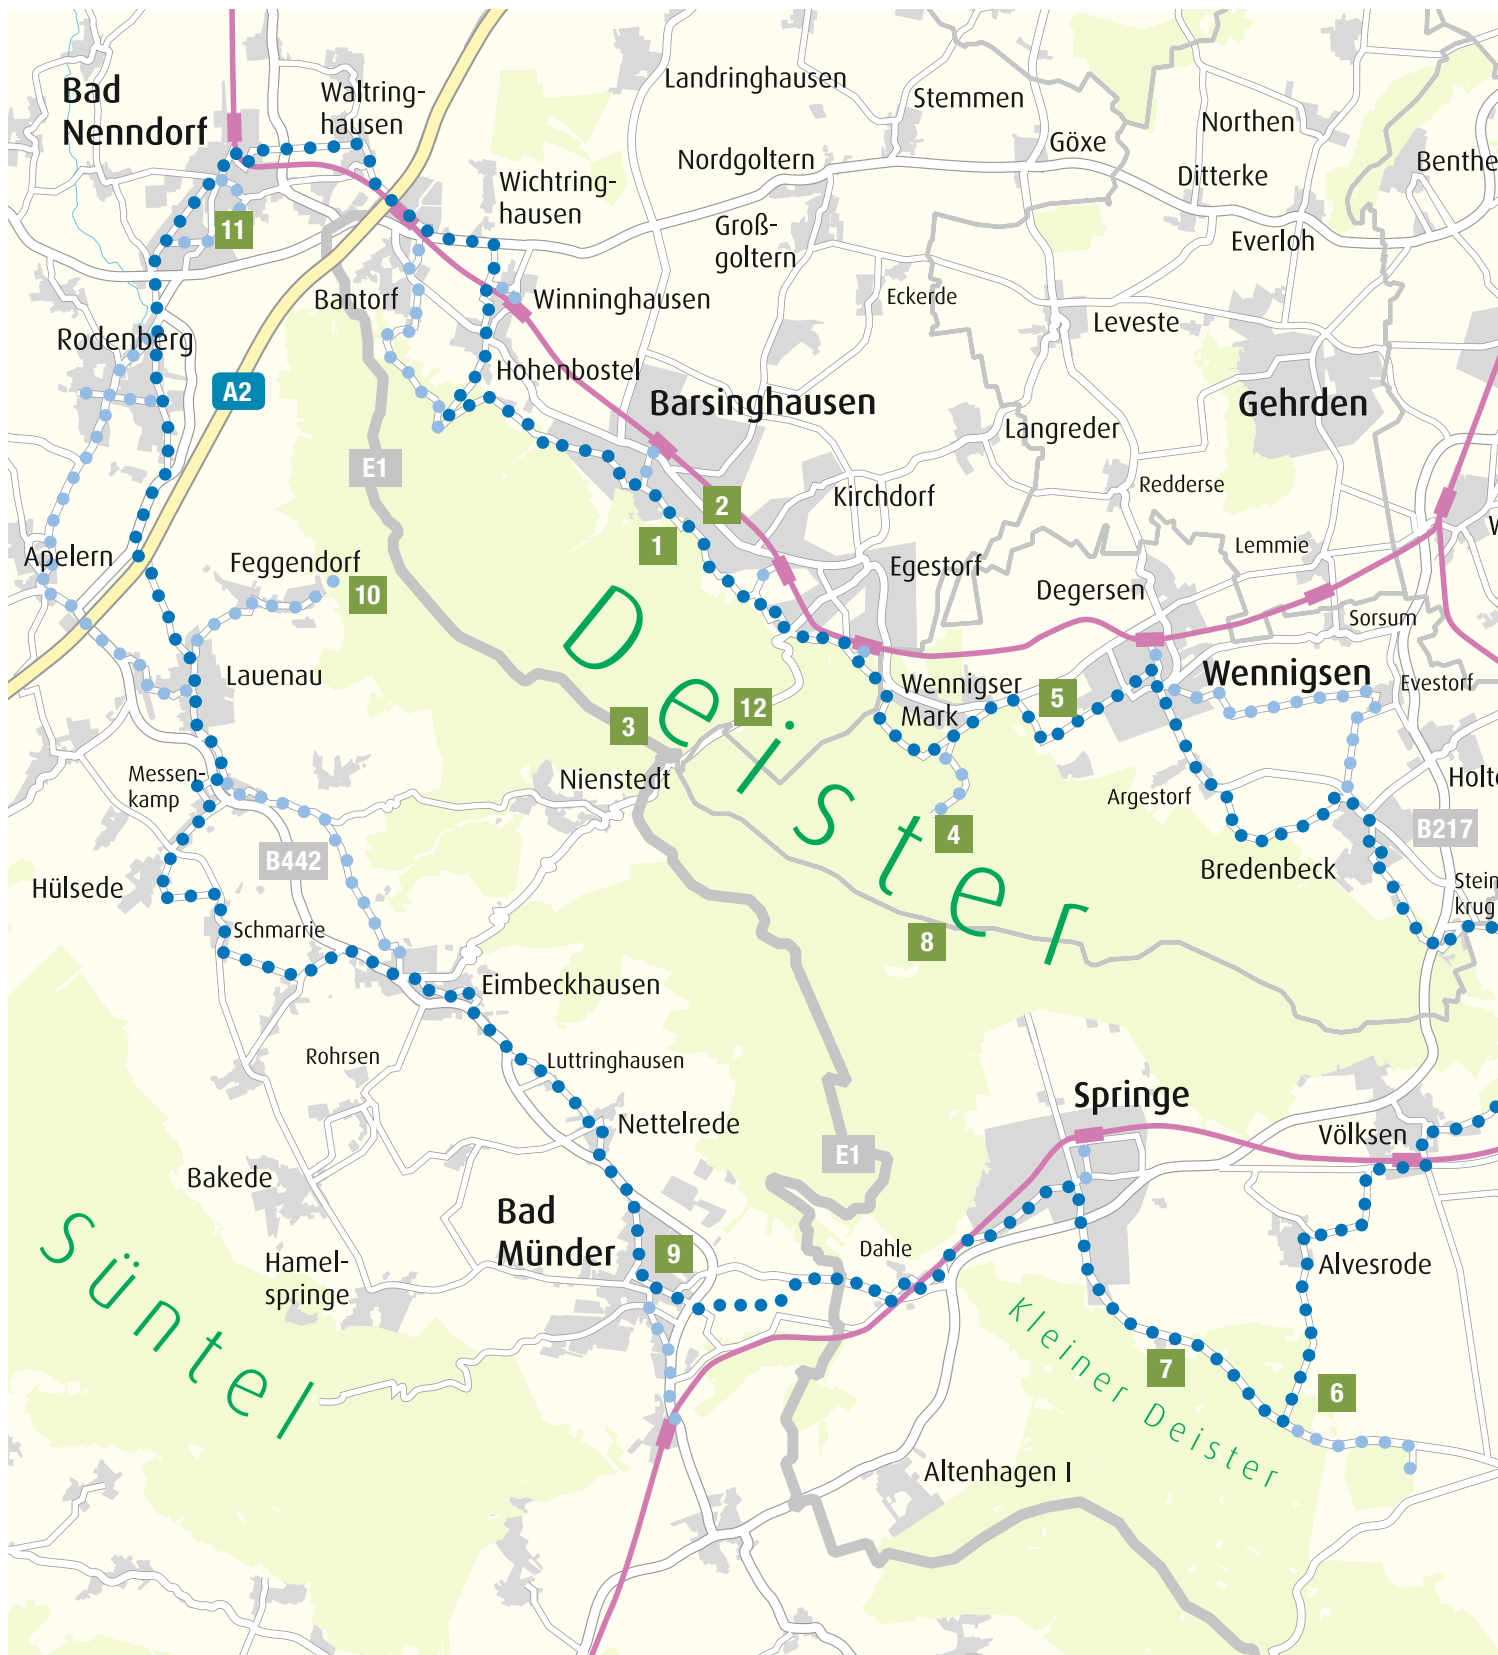 Bad
Nenndorf
Waltring-
hausen
Landringhausen
Stemmen
Northen
Göxe
Benthe
Nordgoltern
Ditterke
Wichtring-
hausen
11
Groß-
goltern
Everloh
Bantorf
Winninghausen
Eckerde
Leveste
Rodenberg
Hohenbostel
A2
Barsinghausen
Gehrden
Langreder
E1
Redderse
Kirchdorf
2
1
Apelern
Feggendorf
10
Egestorf
Lemmie
Degersen
Sorsum
Deister
Lauenau
Wennigser
Mark
5
Wennigsen
Evestorf
12
3
Messen-
kamp
Nienstedt
Argestorf
Holte
4
B217
B442
Hülsede
Bredenbeck
Stein
krug
Schmarrie
8
Eimbeckhausen
Rohrsen
Luttringhausen
Springe
Nettelrede
Völksen
E1
Bakede
Bad
Münder
9
Dahle
Alvesrode
Hamel-
springe
Süntel
Kleiner Deister
7
6
Altenhagen I